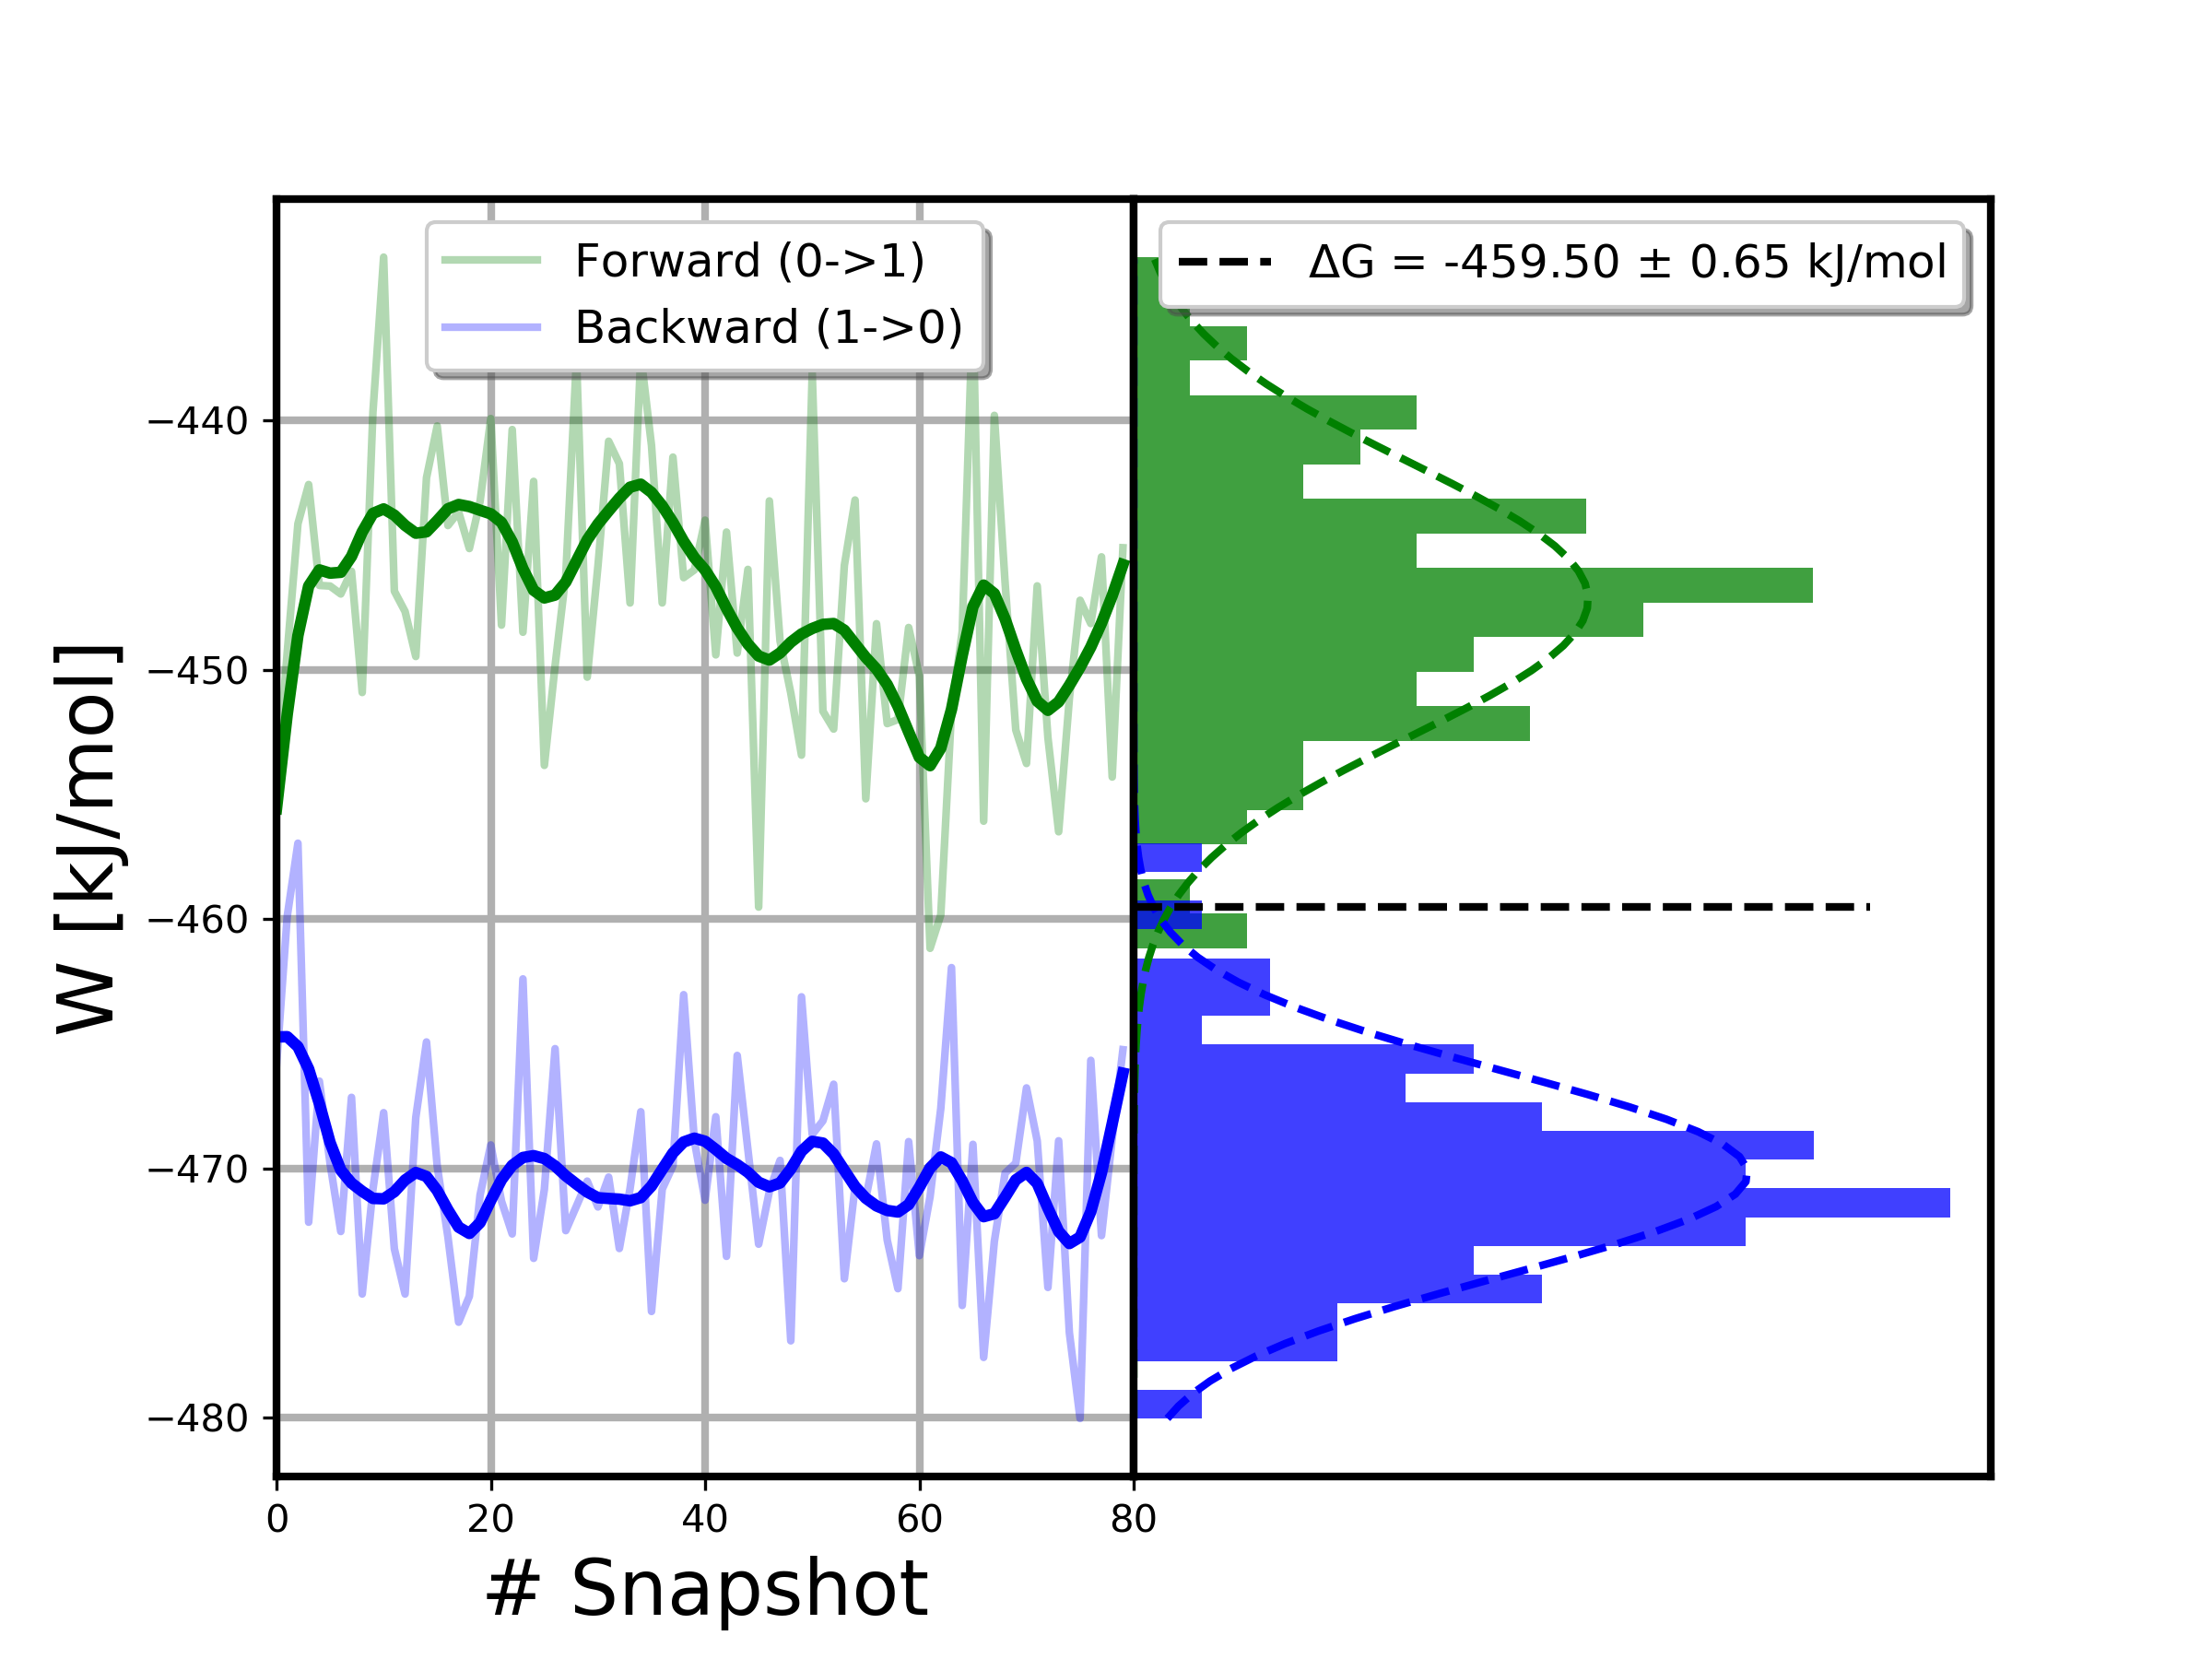 Forward (0->1)
Backward (1->0)
ΔG = -459.50 ± 0.65 kJ/mol
W [kJ/mol]
−440
−450
−460
−470
−480
0 20 40 60 80
# Snapshot